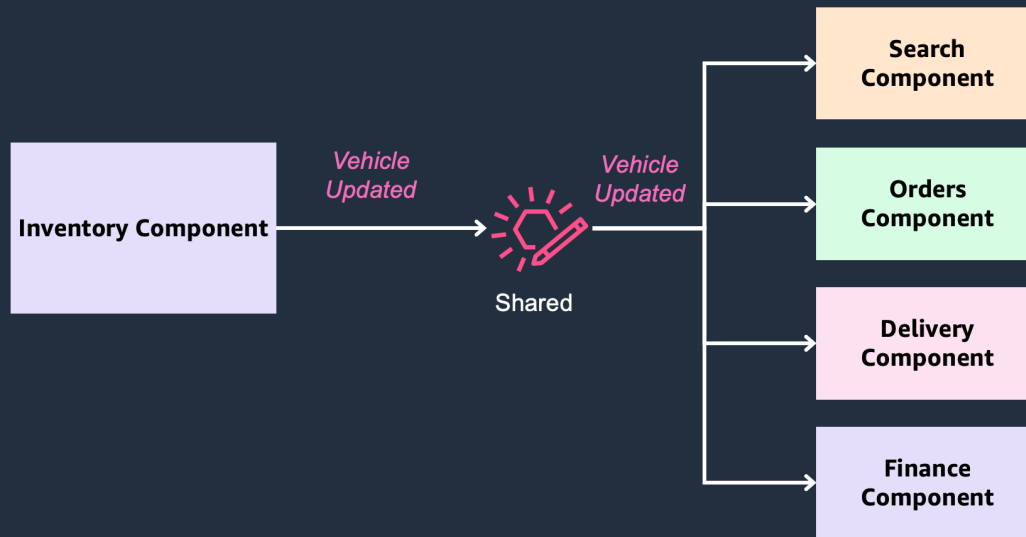 Inventory Component
Vehicle
Updated
Shared
Vehicle
Updated
Search
Component
Orders
Component
Delivery
Component
Finance
Component